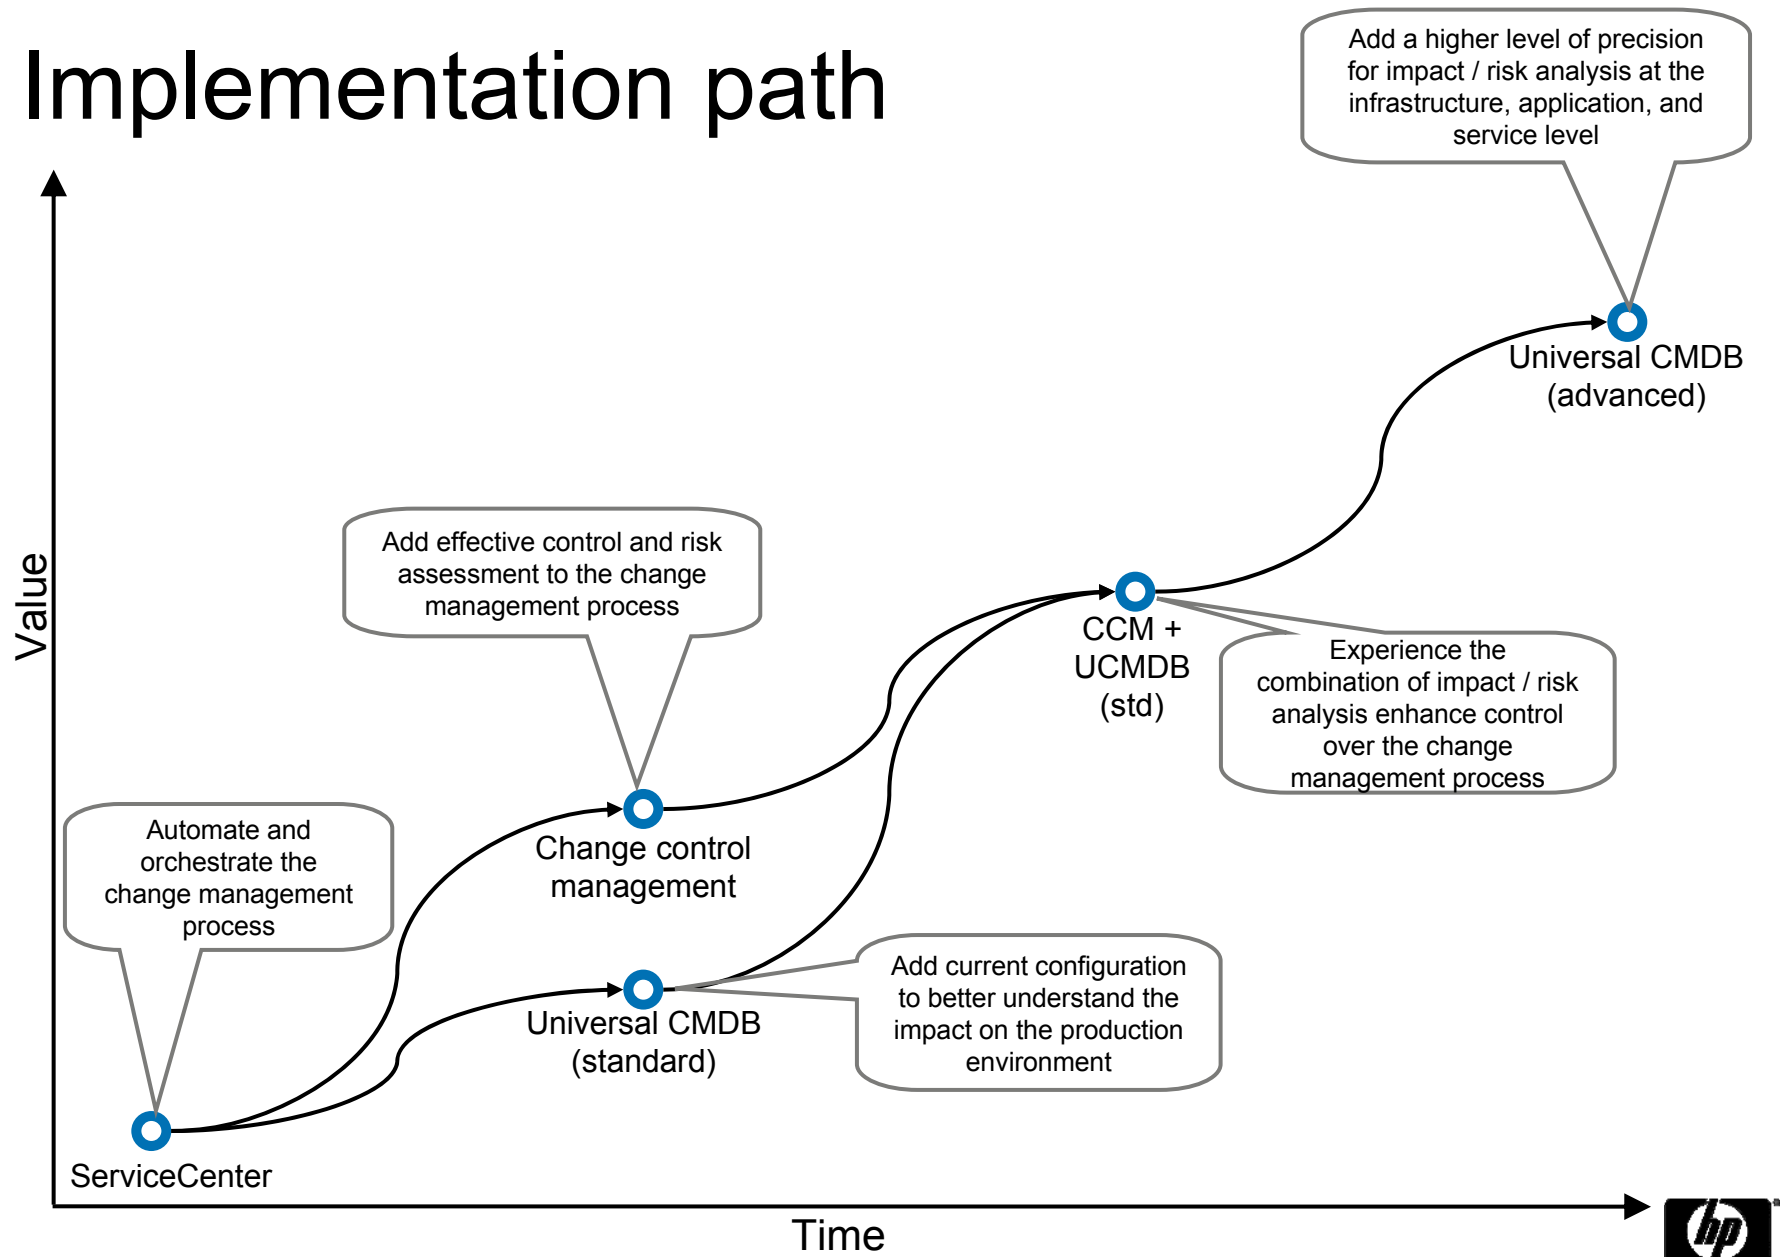 Implementation path
Add a higher level of precision
for impact / risk analysis at the
infrastructure, application, and
service level
Universal CMDB
(advanced)
Value
Add effective control and risk
assessment to the change
management process
CCM +
UCMDB
(std)
Experience the
combination of impact / risk
analysis enhance control
over the change
management process
Automate and
orchestrate the
change management
process
Change control
management
Add current configuration
to better understand the
impact on the production
environment
Universal CMDB
(standard)
ServiceCenter
Time
hp